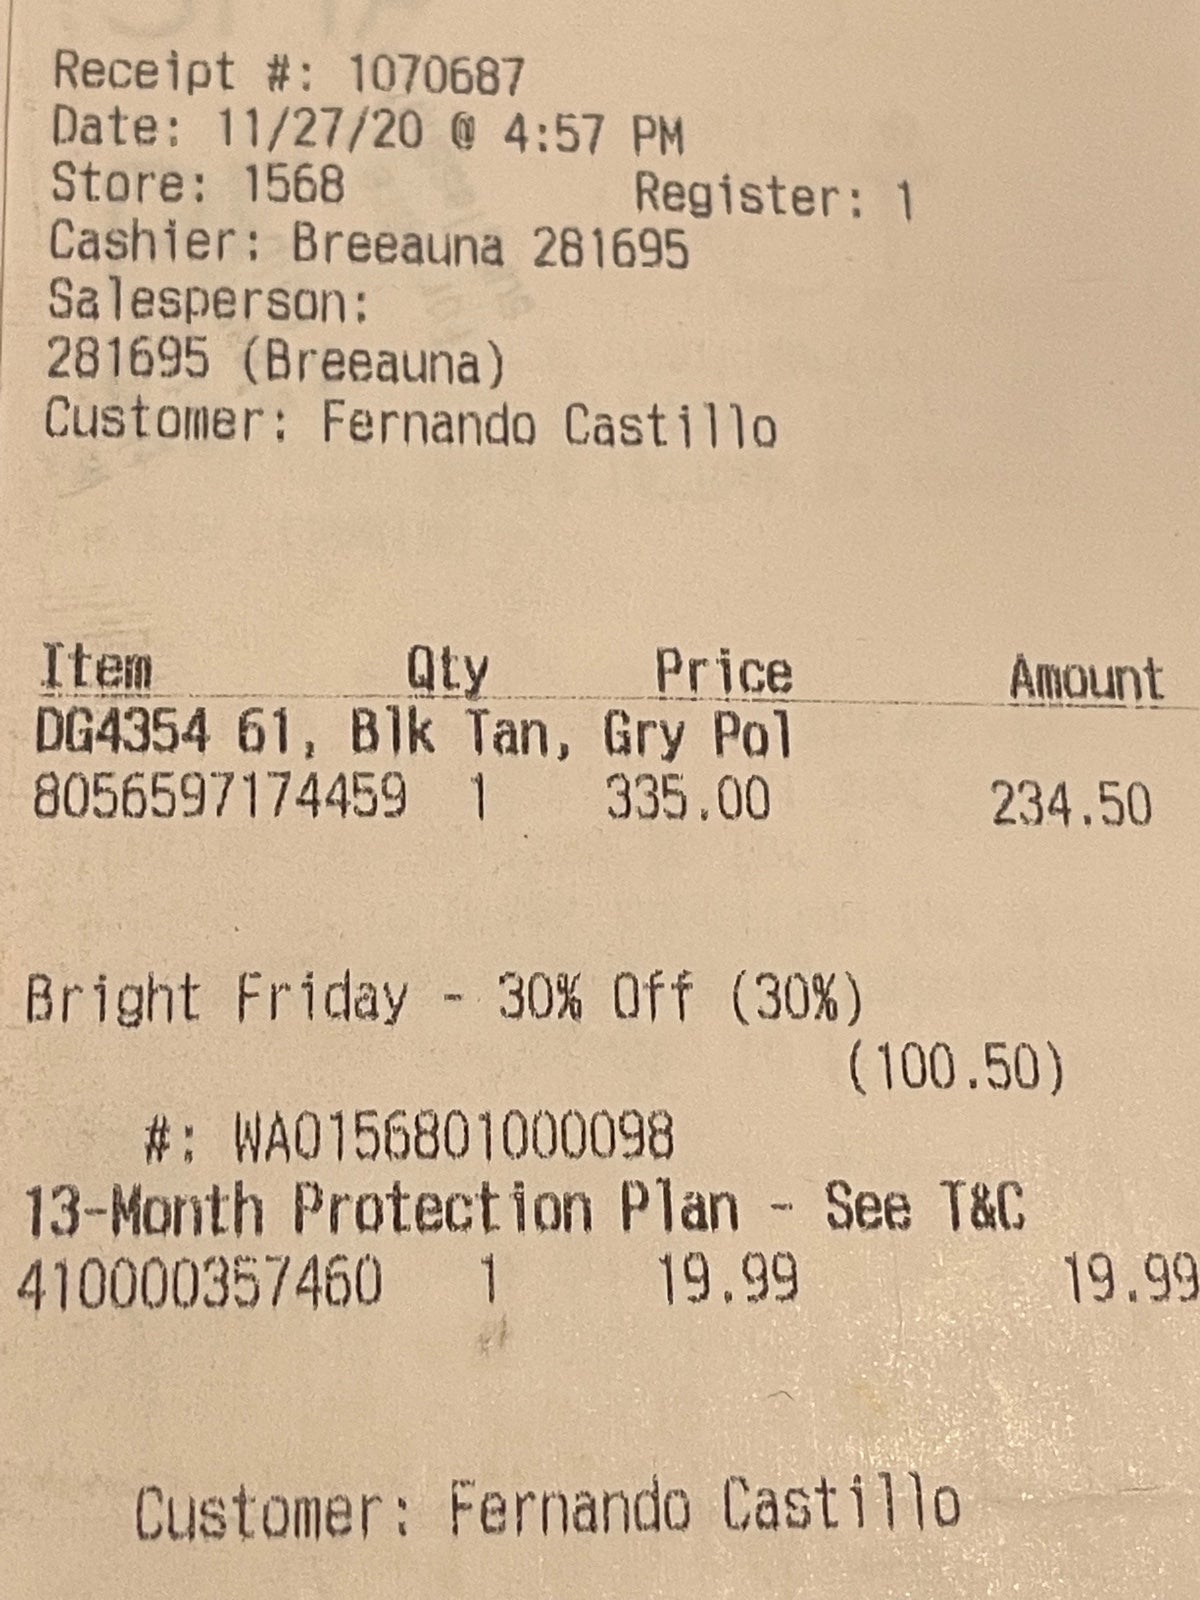 Receipt #: 1070687
Date: 11/27/20 @ 4:57 PM
Store: 1568 Register: 1
Cashier: Breeauna 281695
Salesperson:
281695 (Breeauna)
Customer: Fernando Castillo
Item Qty Price Amount
DG4354 61, Blk Tan, Gry Pol
8056597174459 1 335.00 234.50
Bright Friday - 30% Off (30%)
(100.50)
#: WA0156801000098
13-Month Protection Plan - See T&C
410000357460 1 19.99 19.99
Customer: Fernando Castillo